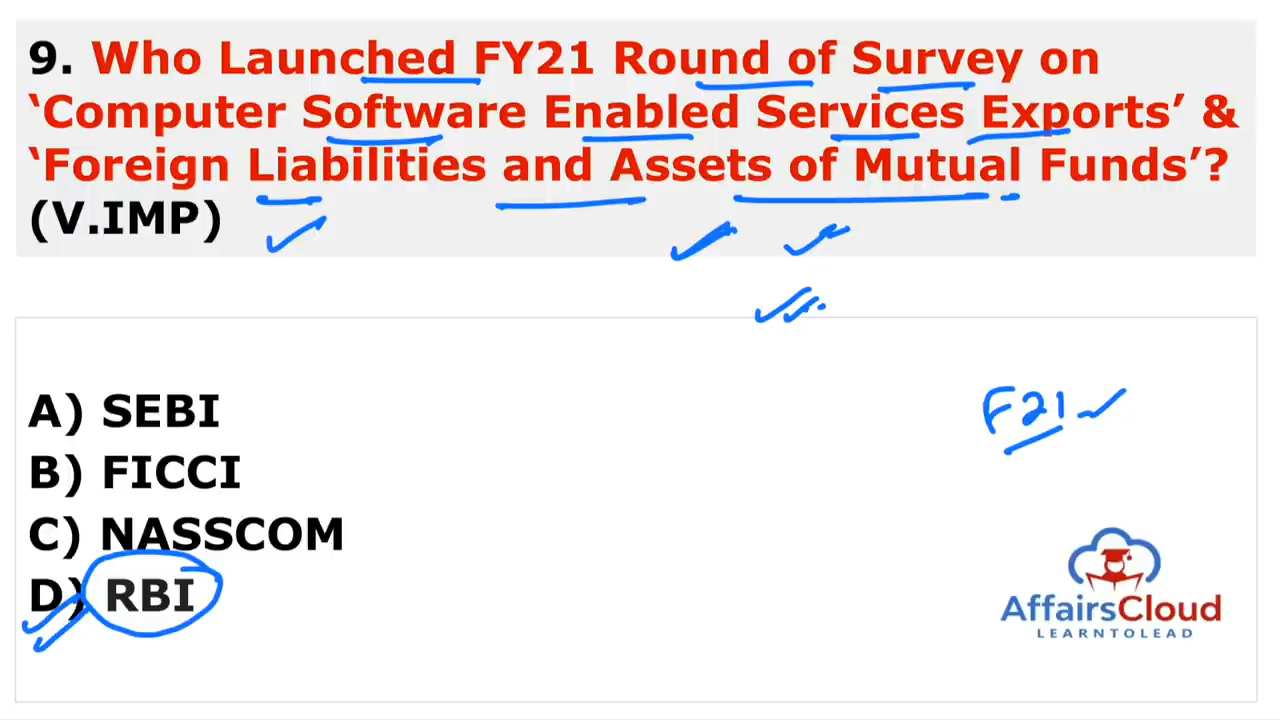 9. Who Launched FY21 Round of Survey on
‘Computer Software Enabled Services Exports’ &
‘Foreign Liabilities and Assets of Mutual Funds’?
(V.IMP)
A) SEBI
B) FICCI
C) NASSCOM
D) RBI
F21
AffairsCloud
LEARNTOLEAD